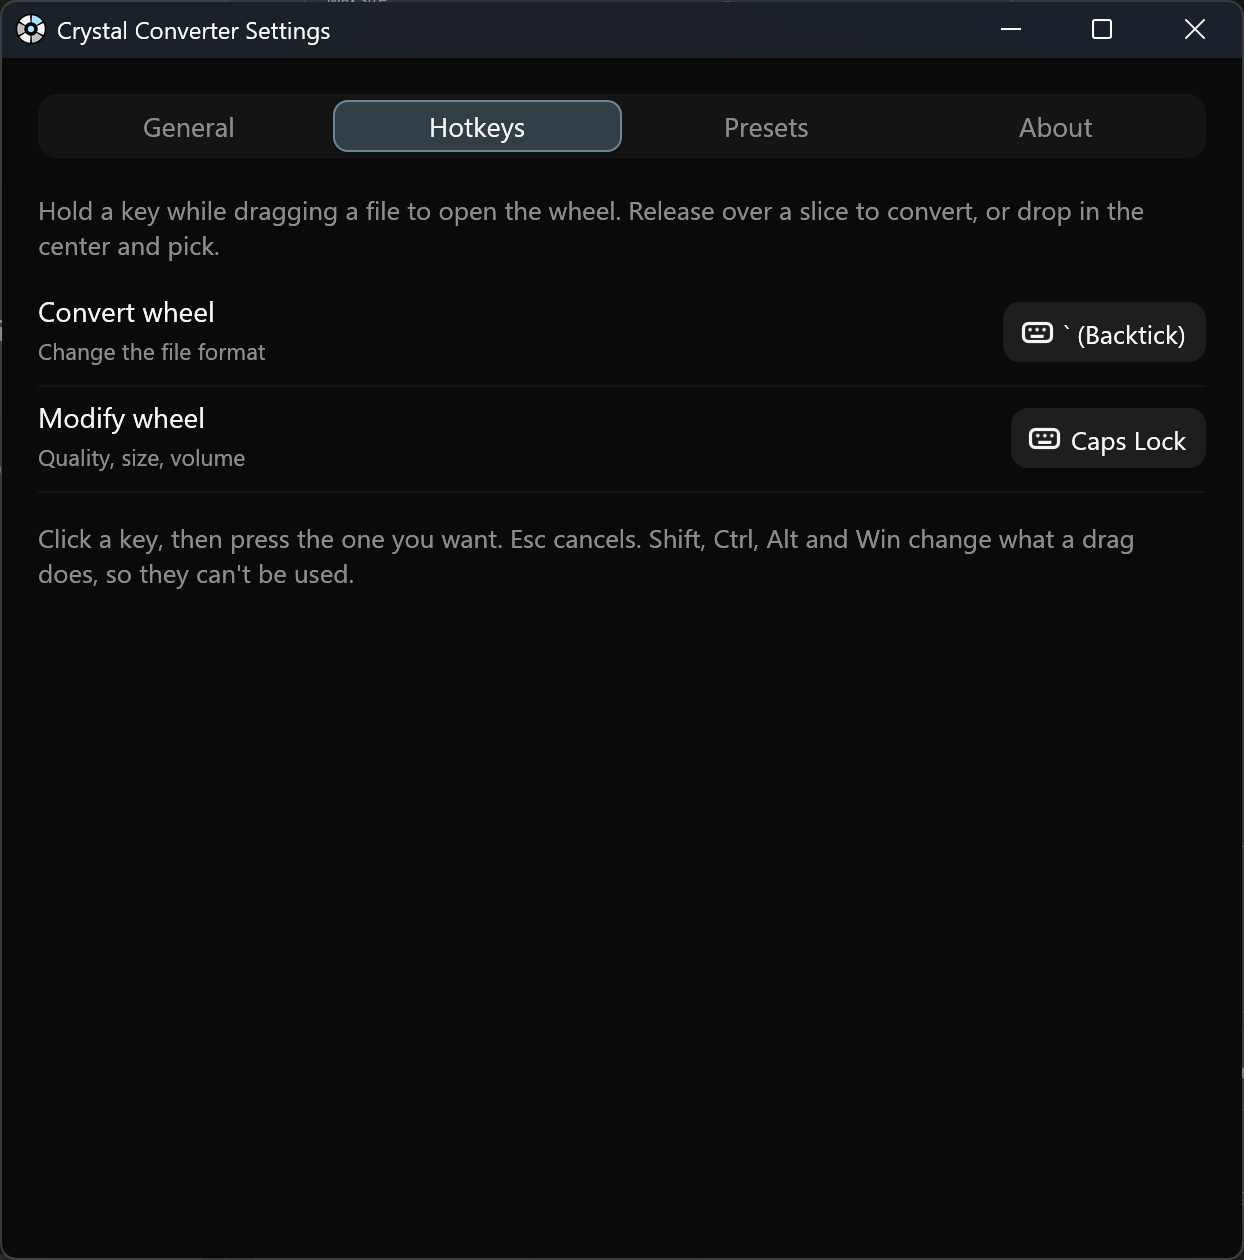 Crystal Converter Settings
General
Hotkeys
Presets
About
Hold a key while dragging a file to open the wheel. Release over a slice to convert, or drop in the
center and pick.
Convert wheel
` (Backtick)
Change the file format
Modify wheel
Caps Lock
Quality, size, volume
Click a key, then press the one you want. Esc cancels. Shift, Ctrl, Alt and Win change what a drag
does, so they can't be used.